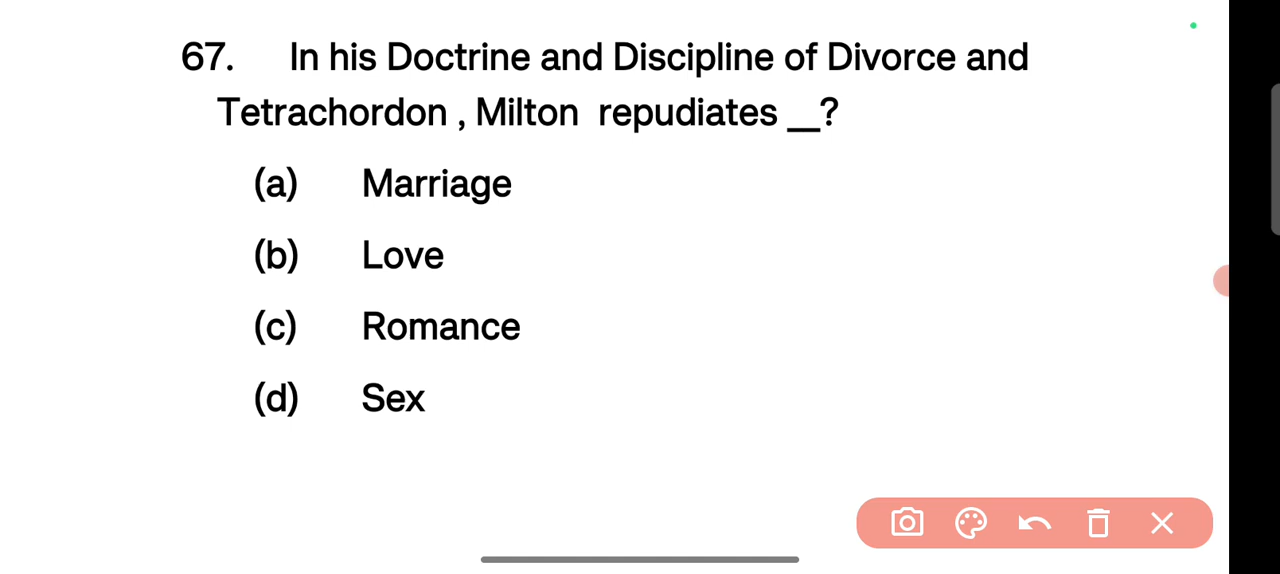 67. In his Doctrine and Discipline of Divorce and
Tetrachordon , Milton repudiates __?
(a) Marriage
(b) Love
(c) Romance
(d) Sex